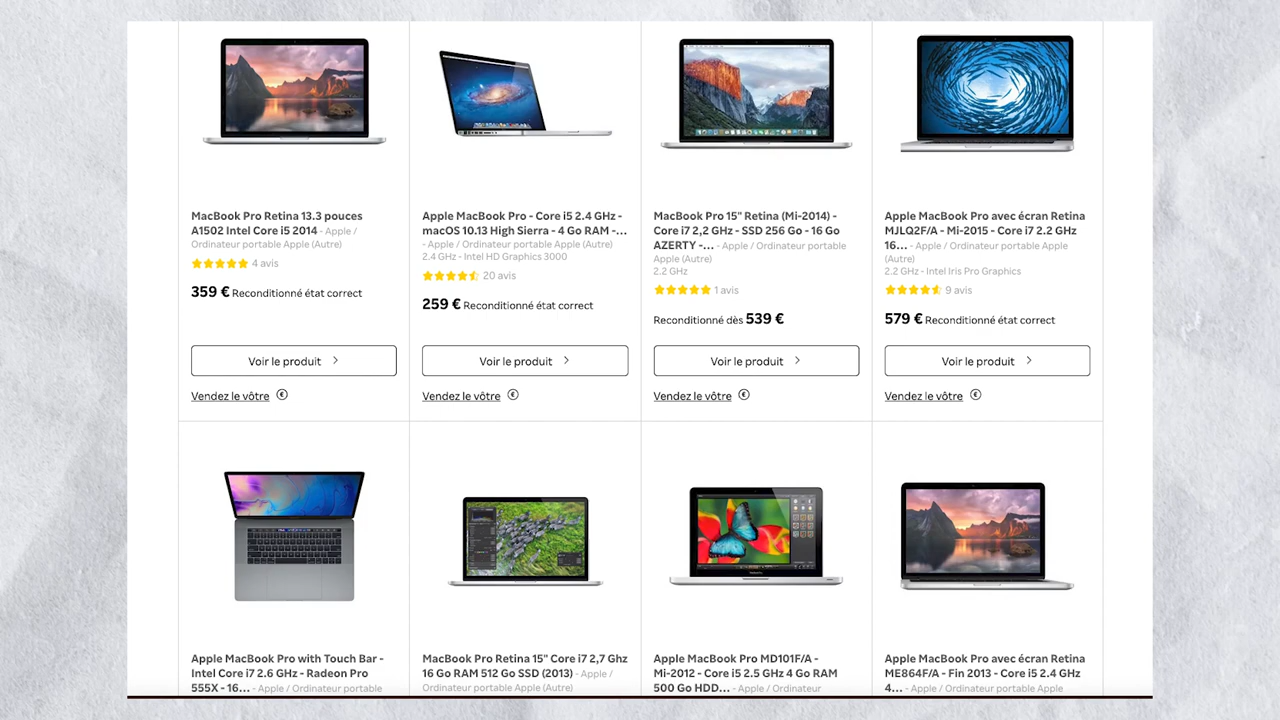 MacBook Pro Retina 13.3 pouces
A1502 Intel Core i5 2014 - Apple /
Ordinateur portable Apple (Autre)
4 avis
359 € Reconditionné état correct
Voir le produit
Vendez le vôtre
Apple MacBook Pro - Core i5 2.4 GHz -
macOS 10.13 High Sierra - 4 Go RAM -...
- Apple / Ordinateur portable Apple (Autre)
2.4 GHz - Intel HD Graphics 3000
20 avis
259 € Reconditionné état correct
Voir le produit
Vendez le vôtre
MacBook Pro 15" Retina (Mi-2014) -
Core i7 2,2 GHz - SSD 256 Go - 16 Go
AZERTY -... - Apple / Ordinateur portable
Apple (Autre)
2.2 GHz
1 avis
Reconditionné dès 539 €
Voir le produit
Vendez le vôtre
Apple MacBook Pro avec écran Retina
MJLQ2F/A - Mi-2015 - Core i7 2.2 GHz
16... - Apple / Ordinateur portable Apple
(Autre)
2.2 GHz - Intel Iris Pro Graphics
9 avis
579 € Reconditionné état correct
Voir le produit
Vendez le vôtre
Apple MacBook Pro with Touch Bar -
Intel Core i7 2.6 GHz - Radeon Pro
555X - 16... - Apple / Ordinateur portable
MacBook Pro Retina 15" Core i7 2,7 Ghz
16 Go RAM 512 Go SSD (2013) - Apple /
Ordinateur portable Apple (Autre)
Apple MacBook Pro MD101F/A -
Mi-2012 - Core i5 2.5 GHz 4 Go RAM
500 Go HDD... - Apple / Ordinateur
Apple MacBook Pro avec écran Retina
ME864F/A - Fin 2013 - Core i5 2.4 GHz
4... - Apple / Ordinateur portable Apple